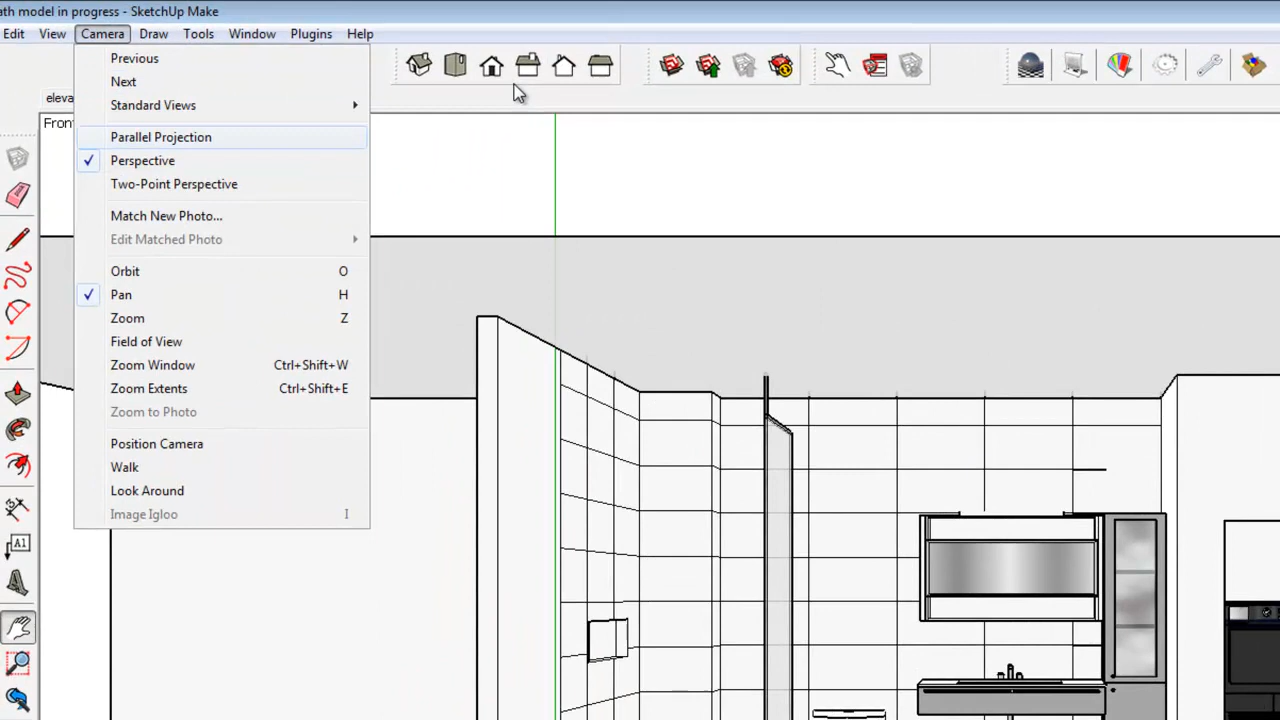 ath model in progress - SketchUp Make
Edit View Camera Draw Tools Window Plugins Help
Previous
Next
Standard Views
Parallel Projection
Perspective
Two-Point Perspective
Match New Photo...
Edit Matched Photo
Orbit O
Pan H
Zoom Z
Field of View
Zoom Window Ctrl+Shift+W
Zoom Extents Ctrl+Shift+E
Zoom to Photo
Position Camera
Walk
Look Around
Image Igloo I
eleva
Fron
A1